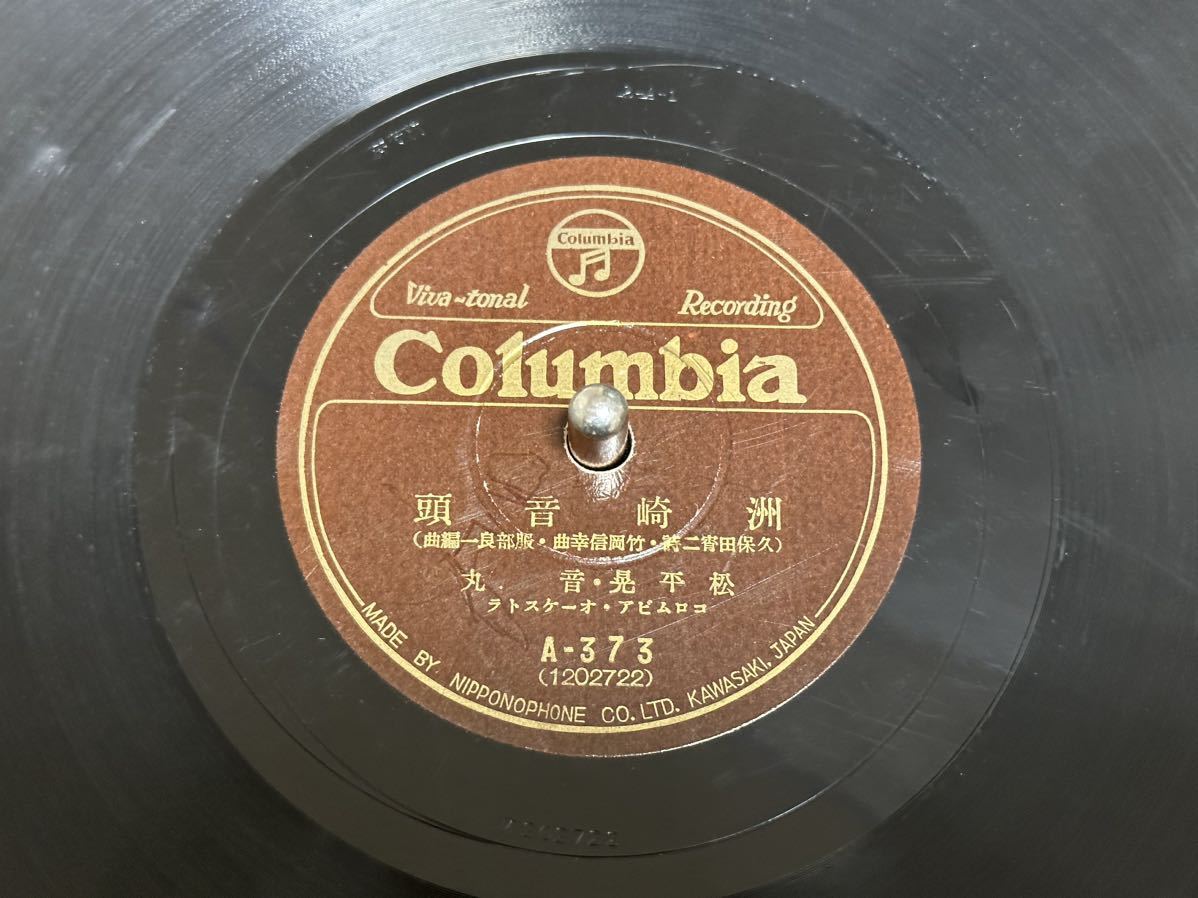 Columbia
Viva-tonal Recording
Columbia
洲崎音頭
(久保田宵二詩・竹岡信幸曲・服部良一編曲)
松平晃・音丸
コロムビア・オーケストラ
A-373
(1202722)
MADE BY NIPPONOPHONE CO. LTD. KAWASAKI, JAPAN
1202722